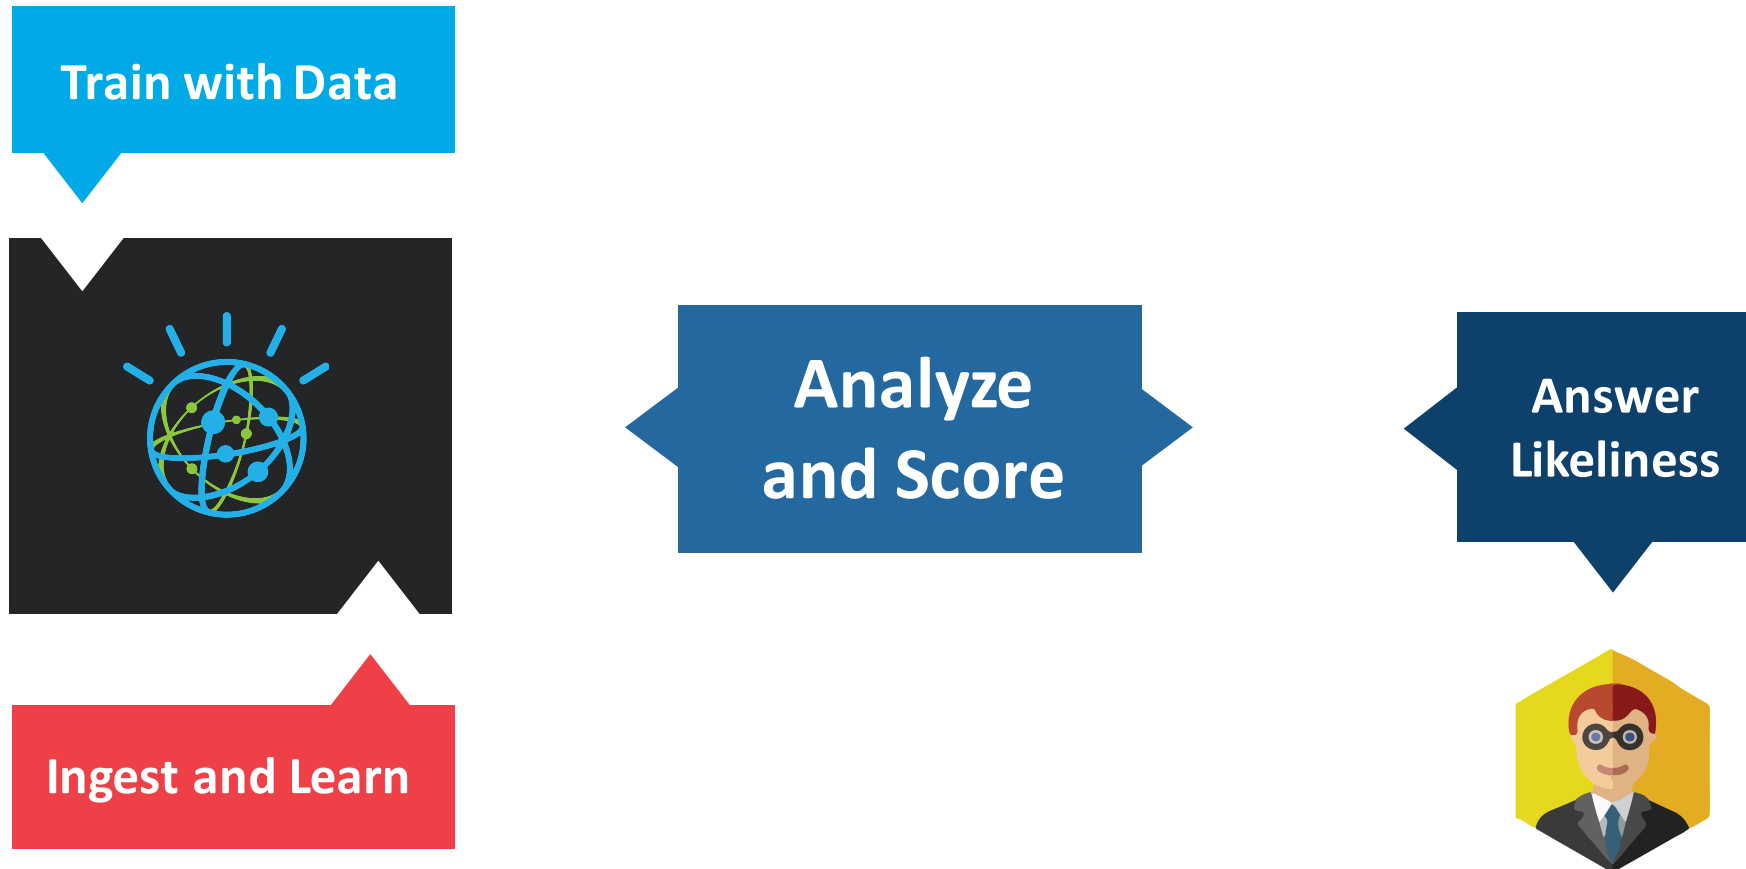 Train with Data
Analyze
and Score
Answer
Likeliness
Ingest and Learn